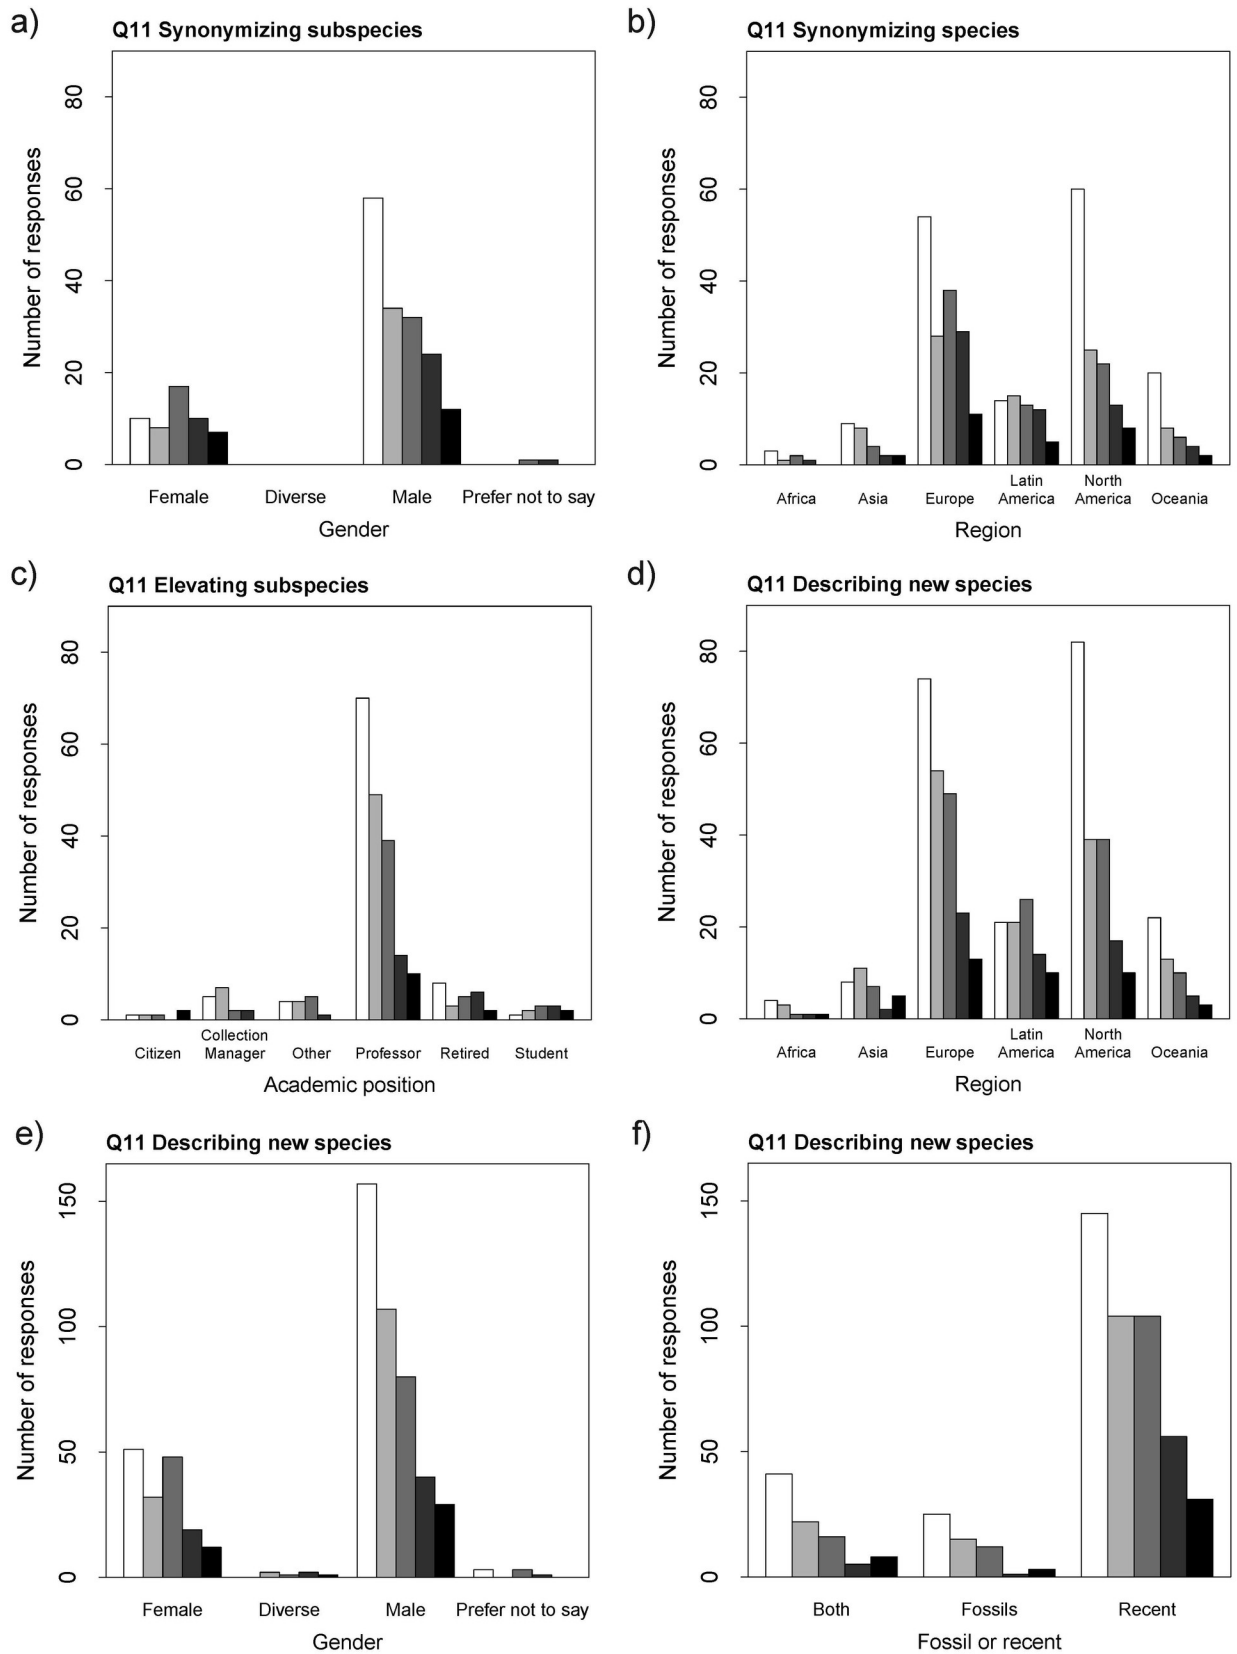 a)
Q11 Synonymizing subspecies
Number of responses
80
60
40
20
0
Female Diverse Male Prefer not to say
Gender
b)
Q11 Synonymizing species
Number of responses
80
60
40
20
0
Africa Asia Europe Latin America North America Oceania
Region
c)
Q11 Elevating subspecies
Number of responses
80
60
40
20
0
Citizen Collection Manager Other Professor Retired Student
Academic position
d)
Q11 Describing new species
Number of responses
80
60
40
20
0
Africa Asia Europe Latin America North America Oceania
Region
e)
Q11 Describing new species
Number of responses
150
100
50
0
Female Diverse Male Prefer not to say
Gender
f)
Q11 Describing new species
Number of responses
150
100
50
0
Both Fossils Recent
Fossil or recent